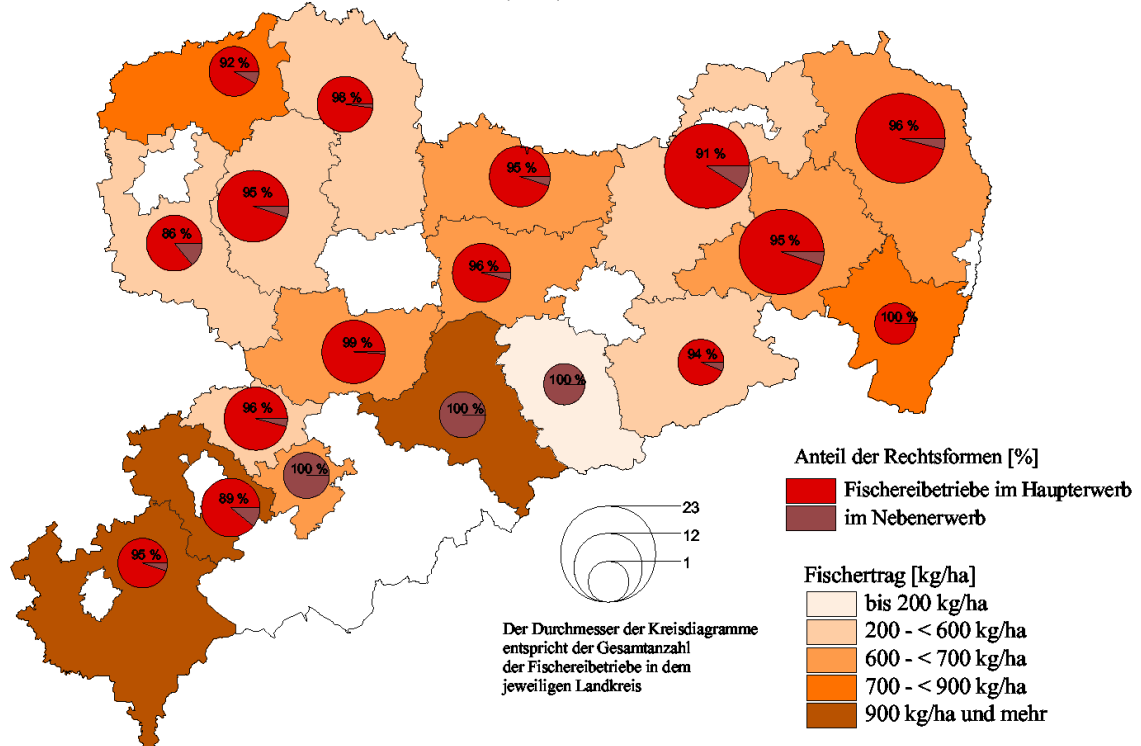 92 %
98 %
96 %
91 %
95 %
95 %
86 %
95 %
96 %
100 %
99 %
94 %
100 %
100 %
96 %
100 %
89 %
95 %
23
12
1
Der Durchmesser der Kreisdiagramme
entspricht der Gesamtanzahl
der Fischereibetriebe in dem
jeweiligen Landkreis
Anteil der Rechtsformen [%]
Fischereibetriebe im Haupterwerb
im Nebenerwerb
Fischertrag [kg/ha]
bis 200 kg/ha
200 - < 600 kg/ha
600 - < 700 kg/ha
700 - < 900 kg/ha
900 kg/ha und mehr